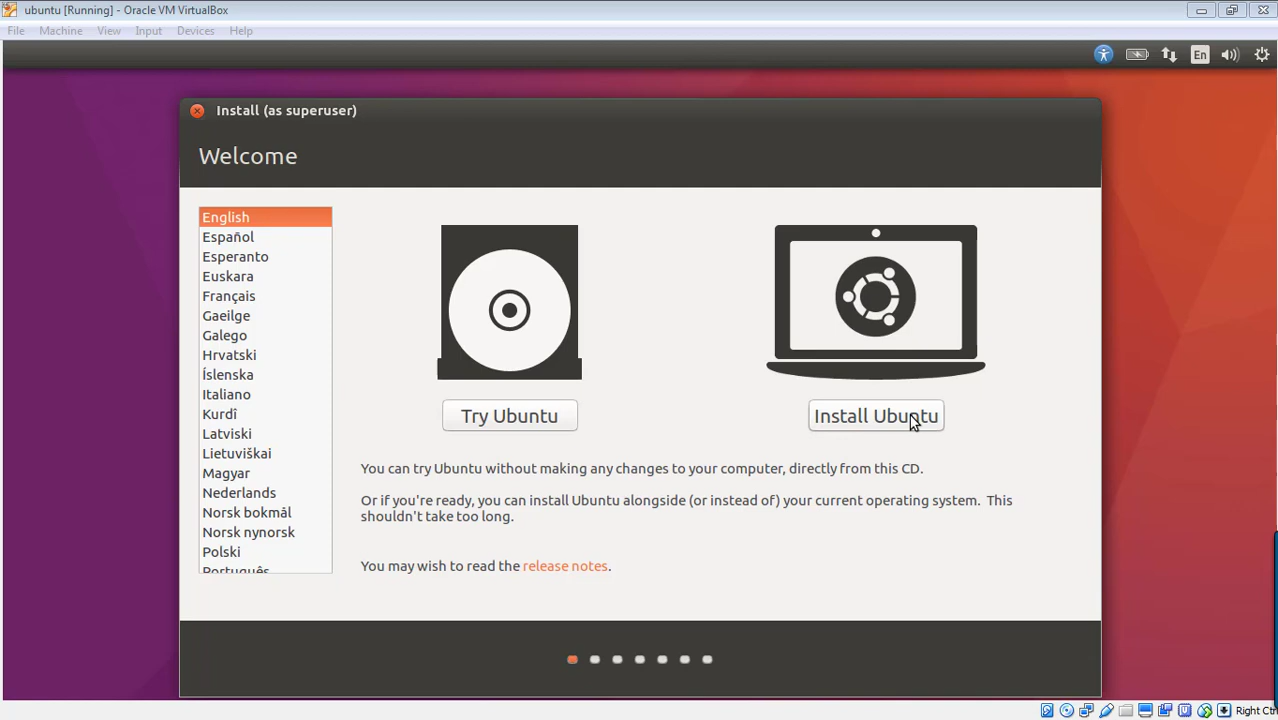 ubuntu [Running] - Oracle VM VirtualBox
File Machine View Input Devices Help
En
Install (as superuser)
Welcome
English
Español
Esperanto
Euskara
Français
Gaeilge
Galego
Hrvatski
Íslenska
Italiano
Kurdî
Latviski
Lietuviškai
Magyar
Nederlands
Norsk bokmål
Norsk nynorsk
Polski
Português
Try Ubuntu
Install Ubuntu
You can try Ubuntu without making any changes to your computer, directly from this CD.
Or if you're ready, you can install Ubuntu alongside (or instead of) your current operating system. This
shouldn't take too long.
You may wish to read the release notes.
Right Ctrl